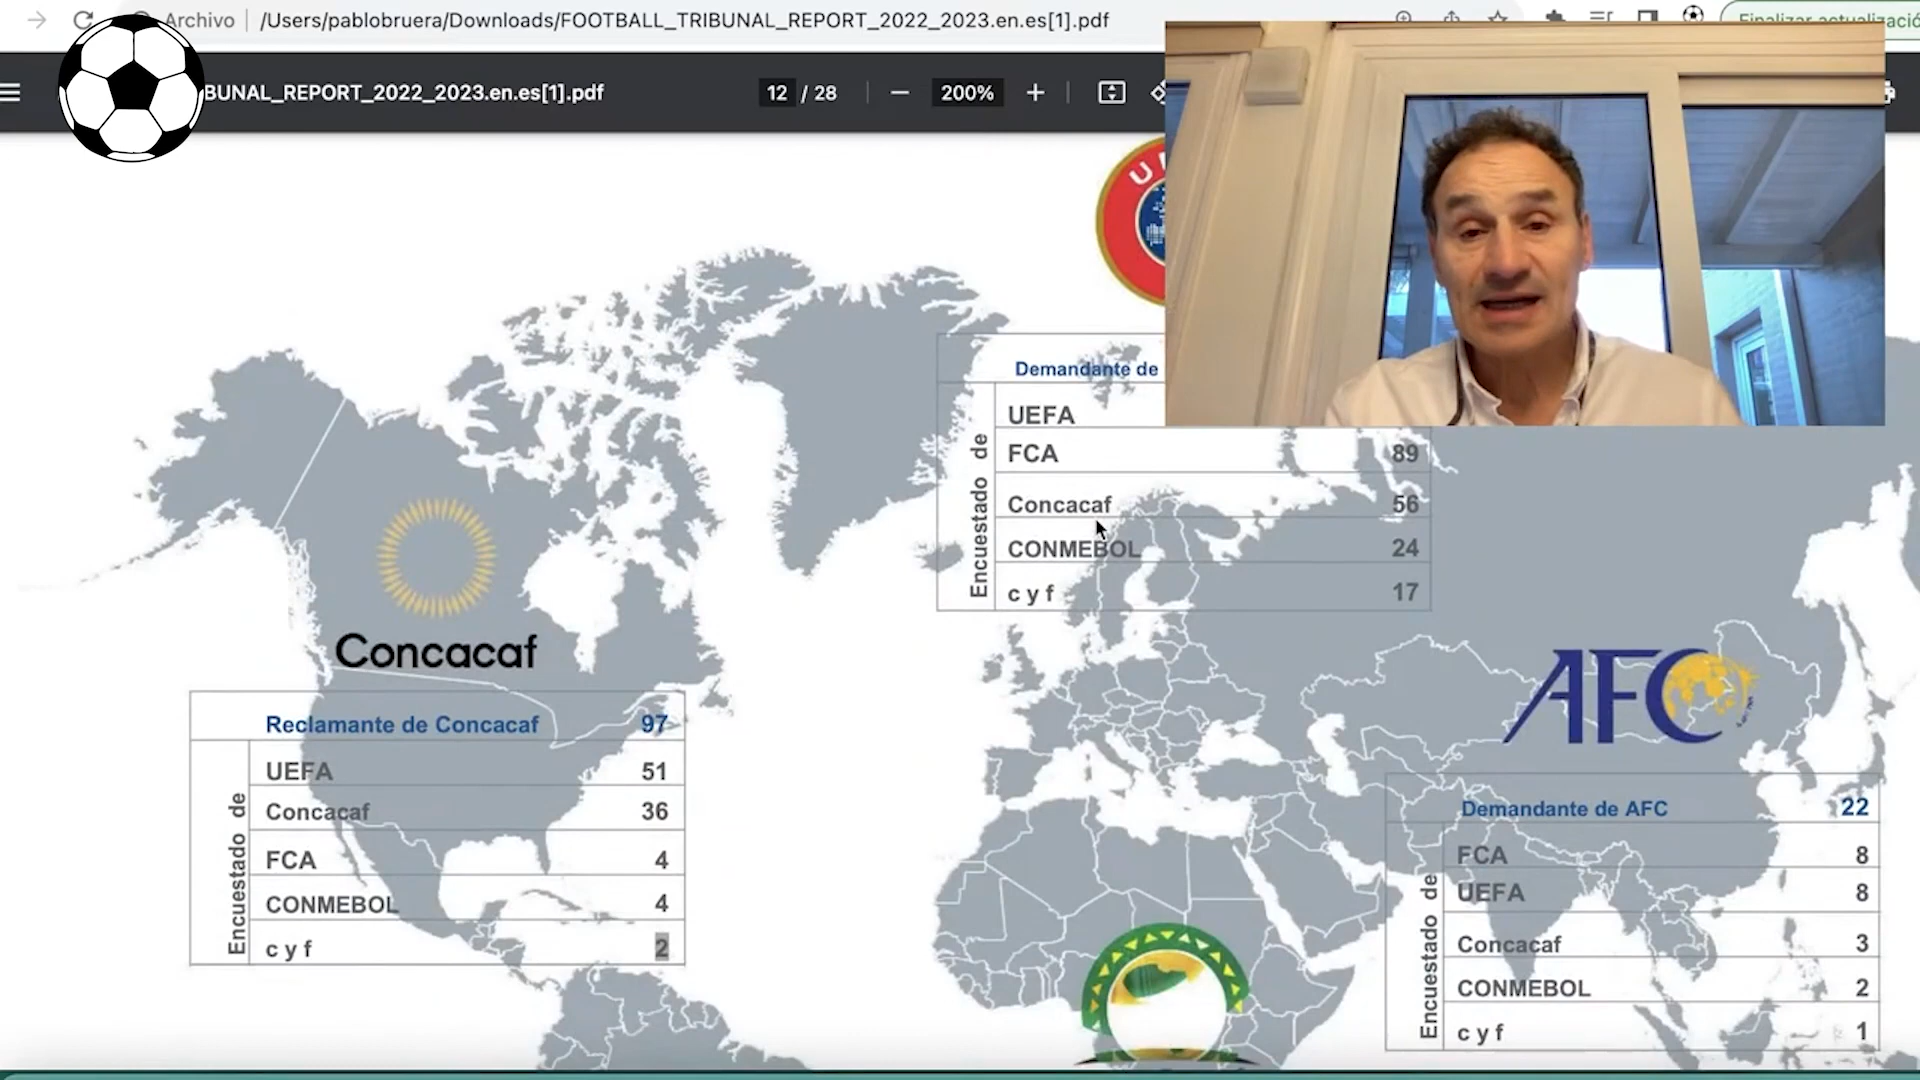 Archivo
/Users/pablobruera/Downloads/FOOTBALL_TRIBUNAL_REPORT_2022_2023.en.es[1].pdf
Finalizar actualizació
BUNAL_REPORT_2022_2023.en.es[1].pdf
12 / 28
200%
U
Demandante de
Encuestado de
UEFA
FCA 89
Concacaf 56
CONMEBOL 24
c y f 17
Concacaf
Reclamante de Concacaf 97
Encuestado de
UEFA 51
Concacaf 36
FCA 4
CONMEBOL 4
c y f 2
AFC
Demandante de AFC 22
Encuestado de
FCA 8
UEFA 8
Concacaf 3
CONMEBOL 2
c y f 1